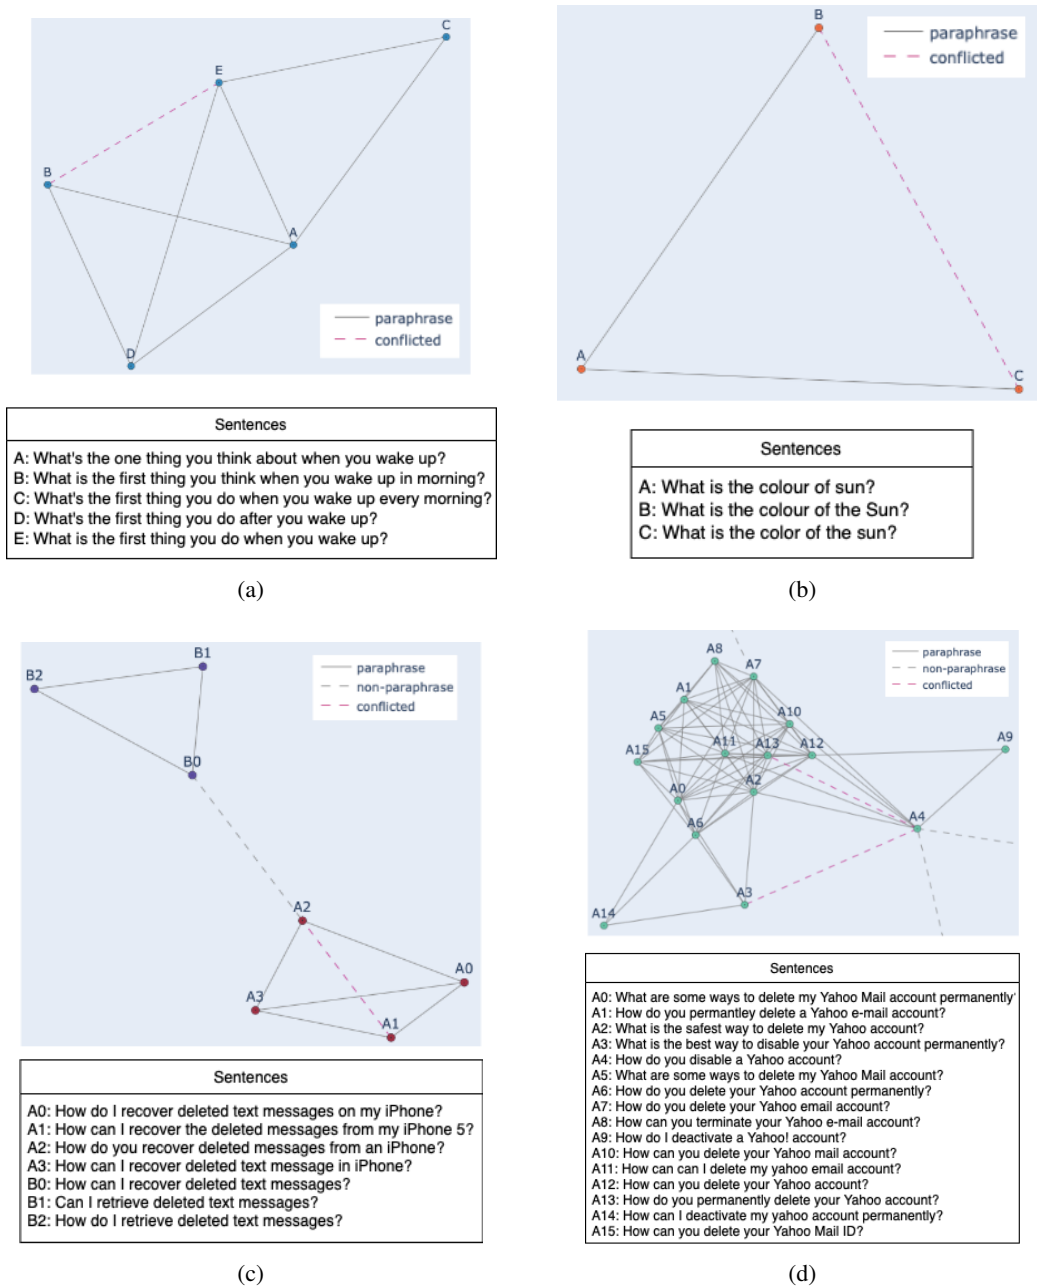 C
E
B
A
D
paraphrase
conflicted
Sentences
A: What's the one thing you think about when you wake up?
B: What is the first thing you think when you wake up in morning?
C: What's the first thing you do when you wake up every morning?
D: What's the first thing you do after you wake up?
E: What is the first thing you do when you wake up?
(a)
B
paraphrase
conflicted
A
C
Sentences
A: What is the colour of sun?
B: What is the colour of the Sun?
C: What is the color of the sun?
(b)
B1
B2
B0
paraphrase
non-paraphrase
conflicted
A2
A0
A3
A1
Sentences
A0: How do I recover deleted text messages on my iPhone?
A1: How can I recover the deleted messages from my iPhone 5?
A2: How do you recover deleted messages from an iPhone?
A3: How can I recover deleted text message in iPhone?
B0: How can I recover deleted text messages?
B1: Can I retrieve deleted text messages?
B2: How do I retrieve deleted text messages?
(c)
A8
A7
A1
A5
A10
A15
A11
A13
A12
A9
A0
A2
A6
A4
A3
A14
paraphrase
non-paraphrase
conflicted
Sentences
A0: What are some ways to delete my Yahoo Mail account permanently'
A1: How do you permantley delete a Yahoo e-mail account?
A2: What is the safest way to delete my Yahoo account?
A3: What is the best way to disable your Yahoo account permanently?
A4: How do you disable a Yahoo account?
A5: What are some ways to delete my Yahoo Mail account?
A6: How do you delete your Yahoo account permanently?
A7: How do you delete your Yahoo email account?
A8: How can you terminate your Yahoo e-mail account?
A9: How do I deactivate a Yahoo! account?
A10: How can you delete your Yahoo mail account?
A11: How can can I delete my yahoo email account?
A12: How can you delete your Yahoo account?
A13: How do you permanently delete your Yahoo account?
A14: How can I deactivate my yahoo account permanently?
A15: How can you delete your Yahoo Mail ID?
(d)